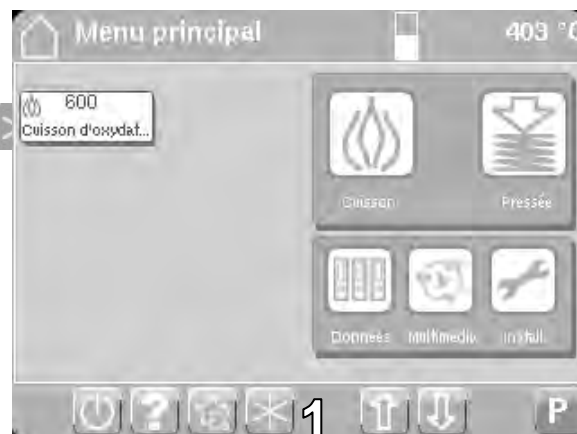 Menu principal
403 °C
600
Cuisson d'oxydat...
Cuisson
Pressée
Données
Multimedia
Install.
?
1
P